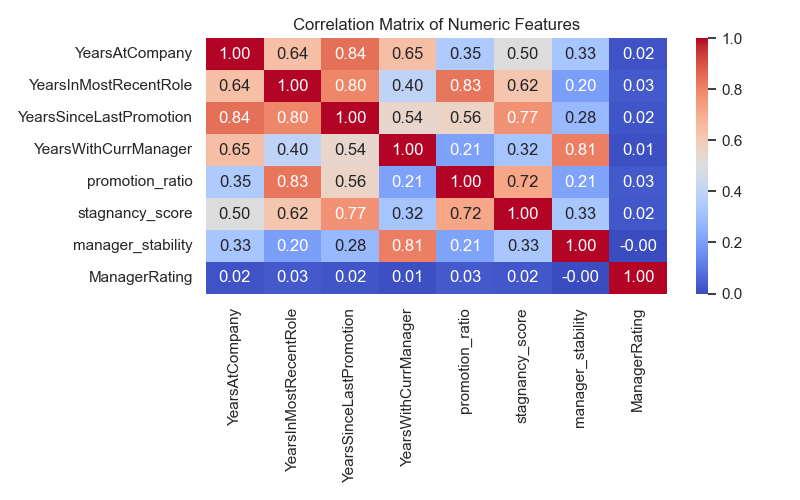 Correlation Matrix of Numeric Features
YearsAtCompany 1.00 0.64 0.84 0.65 0.35 0.50 0.33 0.02
YearsInMostRecentRole 0.64 1.00 0.80 0.40 0.83 0.62 0.20 0.03
YearsSinceLastPromotion 0.84 0.80 1.00 0.54 0.56 0.77 0.28 0.02
YearsWithCurrManager 0.65 0.40 0.54 1.00 0.21 0.32 0.81 0.01
promotion_ratio 0.35 0.83 0.56 0.21 1.00 0.72 0.21 0.03
stagnancy_score 0.50 0.62 0.77 0.32 0.72 1.00 0.33 0.02
manager_stability 0.33 0.20 0.28 0.81 0.21 0.33 1.00 -0.00
ManagerRating 0.02 0.03 0.02 0.01 0.03 0.02 -0.00 1.00
YearsAtCompany
YearsInMostRecentRole
YearsSinceLastPromotion
YearsWithCurrManager
promotion_ratio
stagnancy_score
manager_stability
ManagerRating
1.0
0.8
0.6
0.4
0.2
0.0